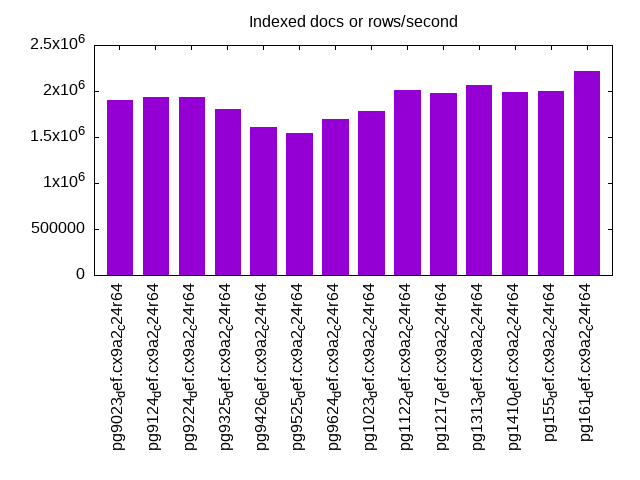 Indexed docs or rows/second
2.5x10^6
2x10^6
1.5x10^6
1x10^6
500000
0
pg9023_def.cx9a2_c24r64
pg9124_def.cx9a2_c24r64
pg9224_def.cx9a2_c24r64
pg9325_def.cx9a2_c24r64
pg9426_def.cx9a2_c24r64
pg9525_def.cx9a2_c24r64
pg9624_def.cx9a2_c24r64
pg1023_def.cx9a2_c24r64
pg1122_def.cx9a2_c24r64
pg1217_def.cx9a2_c24r64
pg1313_def.cx9a2_c24r64
pg1410_def.cx9a2_c24r64
pg155_def.cx9a2_c24r64
pg161_def.cx9a2_c24r64